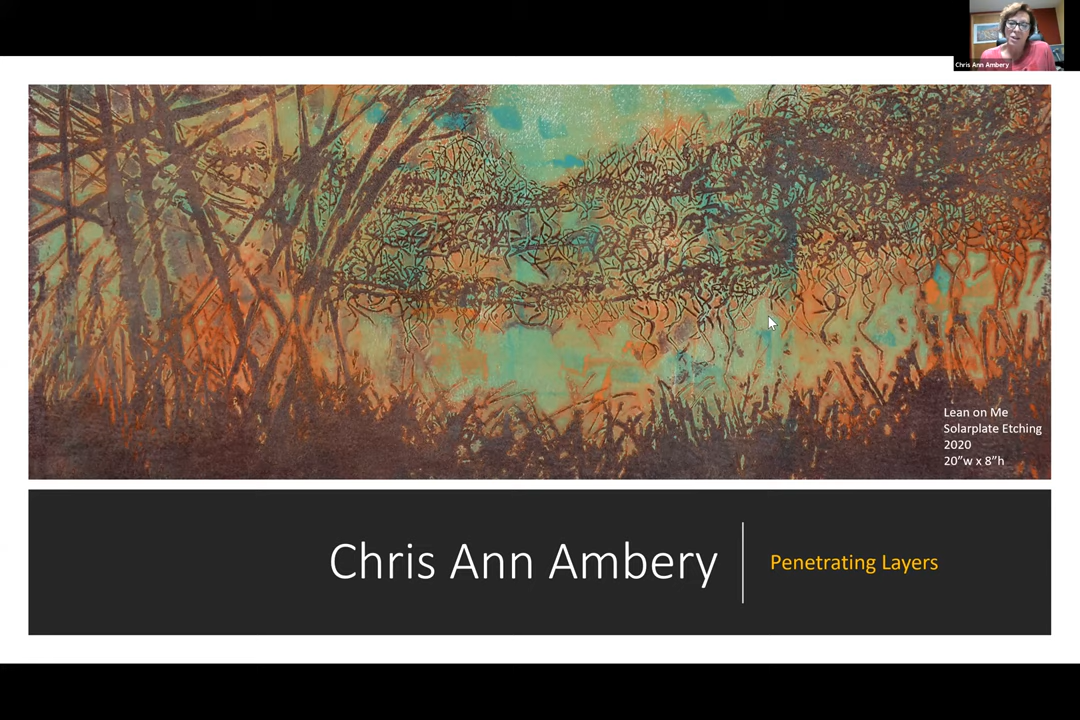 Chris Ann Ambery
Lean on Me
Solarplate Etching
2020
20”w x 8”h
Chris Ann Ambery
Penetrating Layers